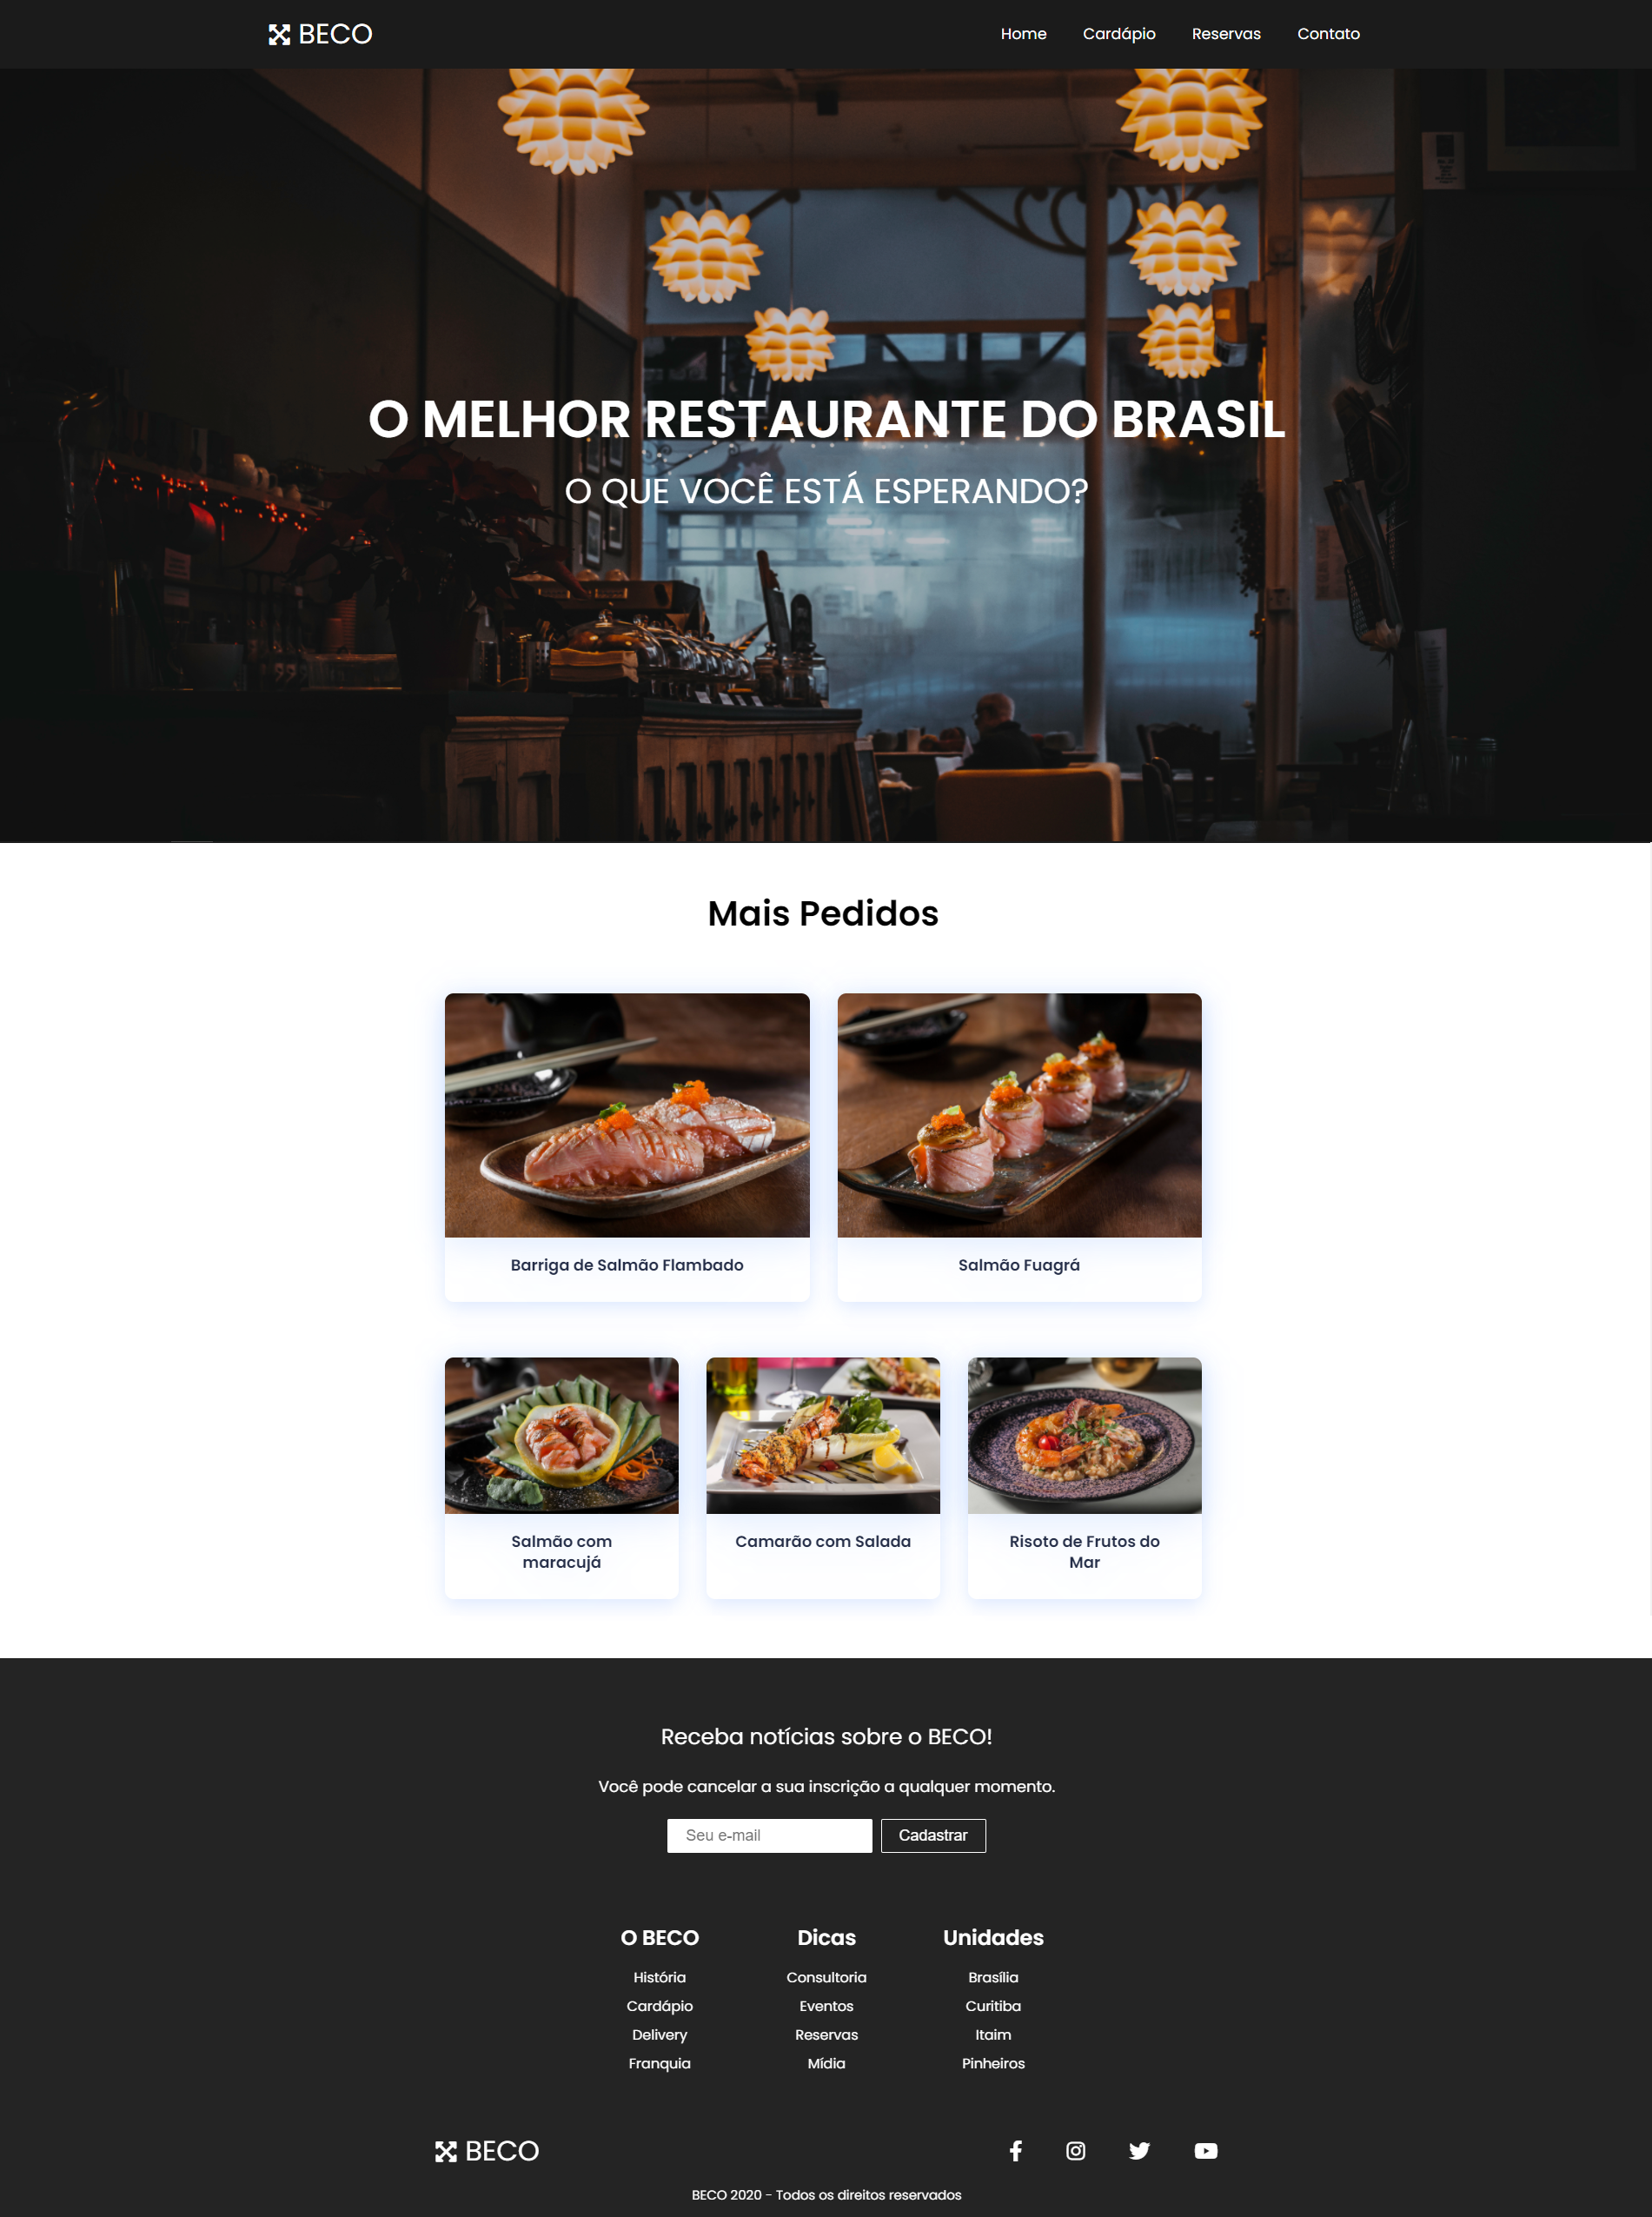 BECO
Home Cardápio Reservas Contato
O MELHOR RESTAURANTE DO BRASIL
O QUE VOCÊ ESTÁ ESPERANDO?
Mais Pedidos
Barriga de Salmão Flambado
Salmão Fuagrá
Salmão com
maracujá
Camarão com Salada
Risoto de Frutos do
Mar
Receba notícias sobre o BECO!
Você pode cancelar a sua inscrição a qualquer momento.
Seu e-mail
Cadastrar
O BECO
História
Cardápio
Delivery
Franquia
Dicas
Consultoria
Eventos
Reservas
Mídia
Unidades
Brasília
Curitiba
Itaim
Pinheiros
BECO
BECO 2020 - Todos os direitos reservados